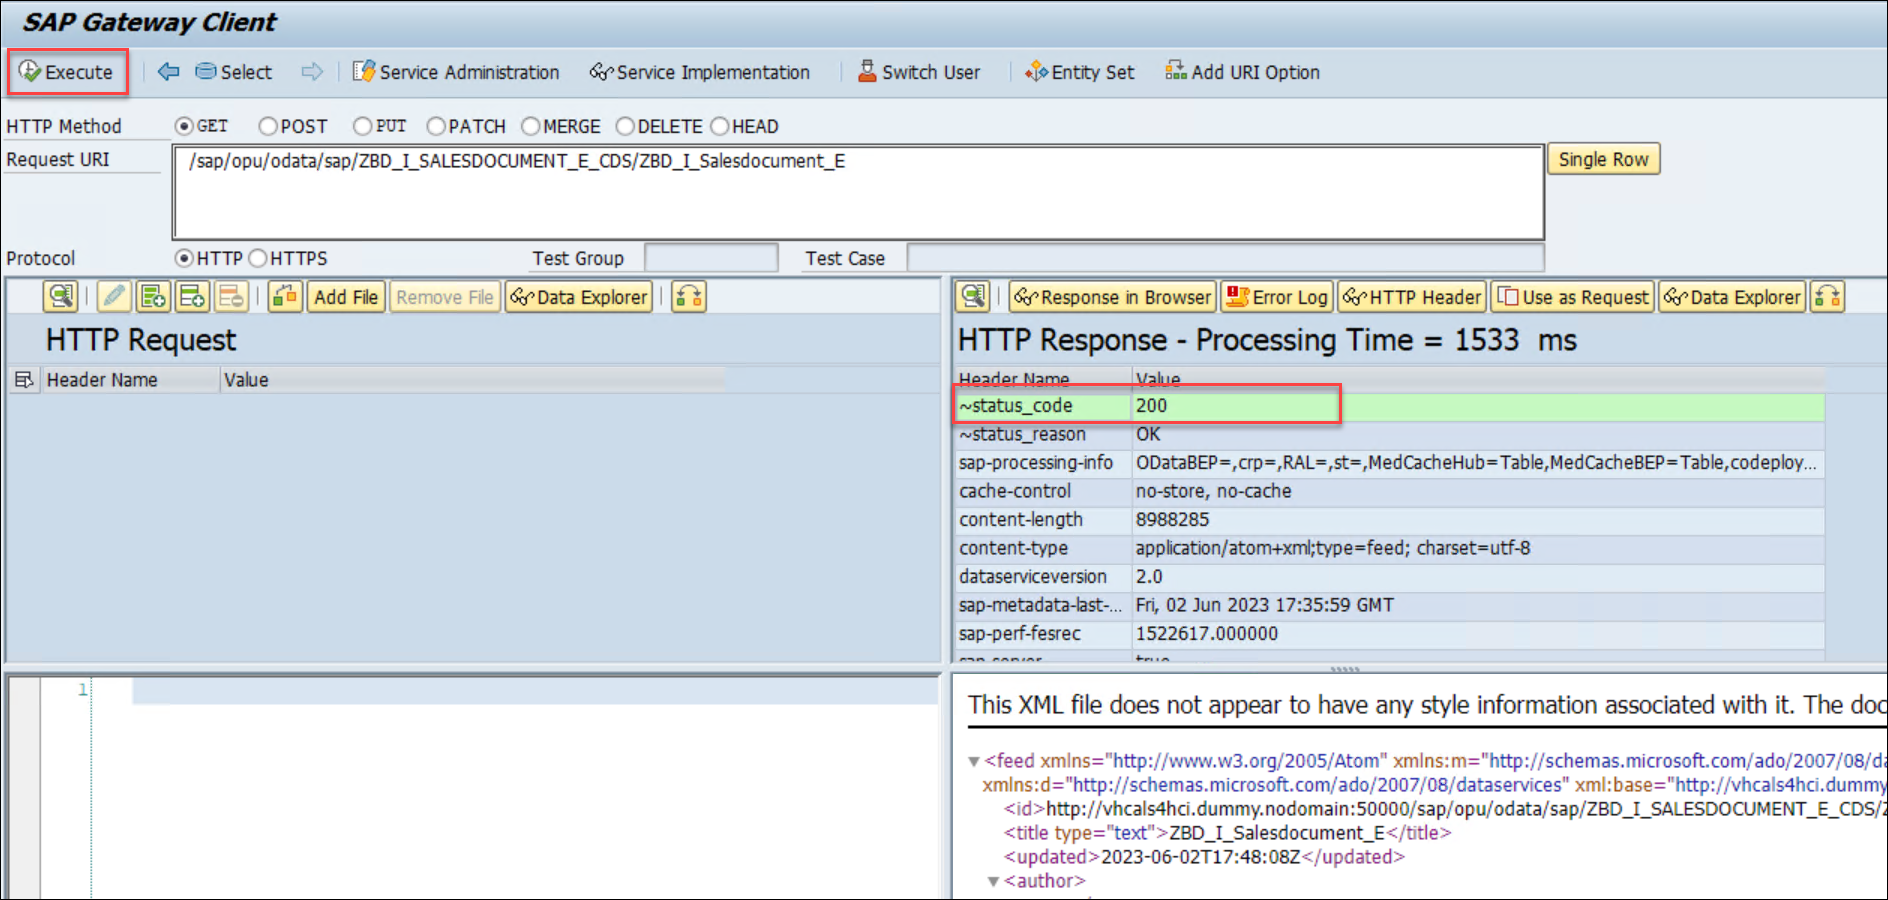 SAP Gateway Client
Execute Select Service Administration Service Implementation Switch User Entity Set Add URI Option
HTTP Method GET POST PUT PATCH MERGE DELETE HEAD
Request URI /sap/opu/odata/sap/ZBD_I_SALESDOCUMENT_E_CDS/ZBD_I_Salesdocument_E Single Row
Protocol HTTP HTTPS Test Group Test Case
Add File Remove File Data Explorer
HTTP Request
Header Name Value
1
Response in Browser Error Log HTTP Header Use as Request Data Explorer
HTTP Response - Processing Time = 1533 ms
Header Name Value
~status_code 200
~status_reason OK
sap-processing-info ODataBEP=,crp=,RAL=,st=,MedCacheHub=Table,MedCacheBEP=Table,codeploy...
cache-control no-store, no-cache
content-length 8988285
content-type application/atom+xml;type=feed; charset=utf-8
dataserviceversion 2.0
sap-metadata-last-... Fri, 02 Jun 2023 17:35:59 GMT
sap-perf-fesrec 1522617.000000
sap-server true
This XML file does not appear to have any style information associated with it. The doc
<feed xmlns="http://www.w3.org/2005/Atom" xmlns:m="http://schemas.microsoft.com/ado/2007/08/da
xmlns:d="http://schemas.microsoft.com/ado/2007/08/dataservices" xml:base="http://vhcals4hci.dummy
<id>http://vhcals4hci.dummy.nodomain:50000/sap/opu/odata/sap/ZBD_I_SALESDOCUMENT_E_CDS/Z
<title type="text">ZBD_I_Salesdocument_E</title>
<updated>2023-06-02T17:48:08Z</updated>
<author>